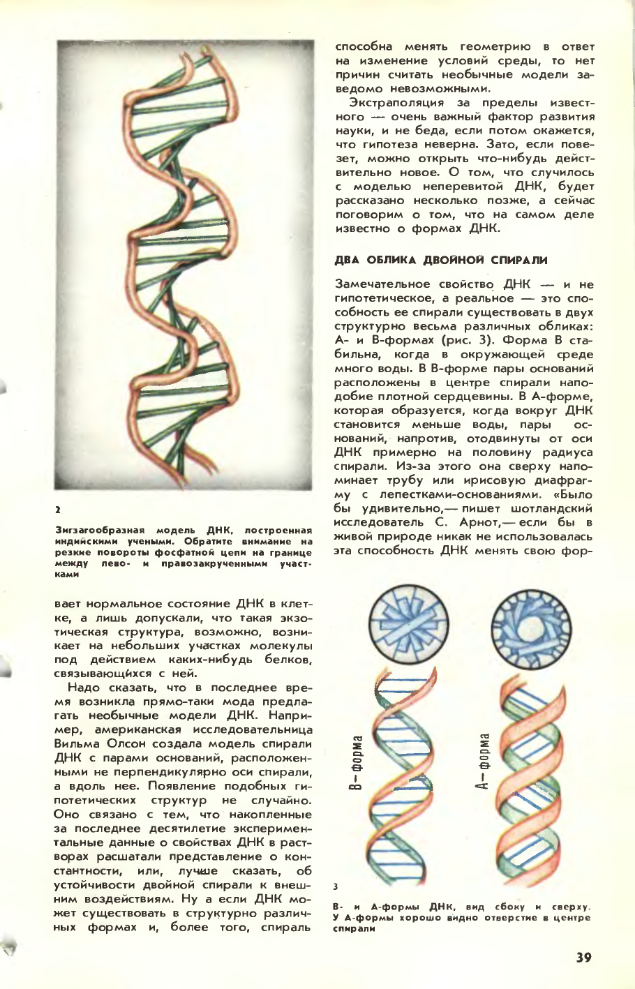 2
Зигзагообразная модель ДНК, построенная
индийскими учеными. Обратите внимание на
резкие повороты фосфатной цепи на границе
между лево- и правозакрученными участ-
ками
вает нормальное состояние ДНК в клет-
ке, а лишь допускали, что такая экзо-
тическая структура, возможно, возни-
кает на небольших участках молекулы
под действием каких-нибудь белков,
связывающихся с ней.
Надо сказать, что в последнее вре-
мя возникла прямо-таки мода предла-
гать необычные модели ДНК. Напри-
мер, американская исследовательница
Вильма Олсон создала модель спирали
ДНК с парами оснований, расположен-
ными не перпендикулярно оси спирали,
а вдоль нее. Появление подобных ги-
потетических структур не случайно.
Оно связано с тем, что накопленные
за последнее десятилетие эксперимен-
тальные данные о свойствах ДНК в раст-
ворах расшатали представление о кон-
стантности, или, лучше сказать, об
устойчивости двойной спирали к внеш-
ним воздействиям. Ну а если ДНК мо-
жет существовать в структурно различ-
ных формах и, более того, спираль
способна менять геометрию в ответ
на изменение условий среды, то нет
причин считать необычные модели за-
ведомо невозможными.
Экстраполяция за пределы извест-
ного — очень важный фактор развития
науки, и не беда, если потом окажется,
что гипотеза неверна. Зато, если пове-
зет, можно открыть что-нибудь дейст-
вительно новое. О том, что случилось
с моделью неперевитой ДНК, будет
рассказано несколько позже, а сейчас
поговорим о том, что на самом деле
известно о формах ДНК.
ДВА ОБЛИКА ДВОЙНОЙ СПИРАЛИ
Замечательное свойство ДНК — и не
гипотетическое, а реальное — это спо-
собность ее спирали существовать в двух
структурно весьма различных обликах:
А- и В-формах (рис. 3). Форма В ста-
бильна, когда в окружающей среде
много воды. В В-форме пары оснований
расположены в центре спирали напо-
добие плотной сердцевины. В А-форме,
которая образуется, когда вокруг ДНК
становится меньше воды, пары ос-
нований, напротив, отодвинуты от оси
ДНК примерно на половину радиуса
спирали. Из-за этого она сверху напо-
минает трубу или ирисовую диафраг-
му с лепестками-основаниями. «Было
бы удивительно,— пишет шотландский
исследователь С. Арнот,— если бы в
живой природе никак не использовалась
эта способность ДНК менять свою фор-
В–форма
А–форма
3
В- и А-формы ДНК, вид сбоку и сверху.
У А-формы хорошо видно отверстие в центре
спирали
39